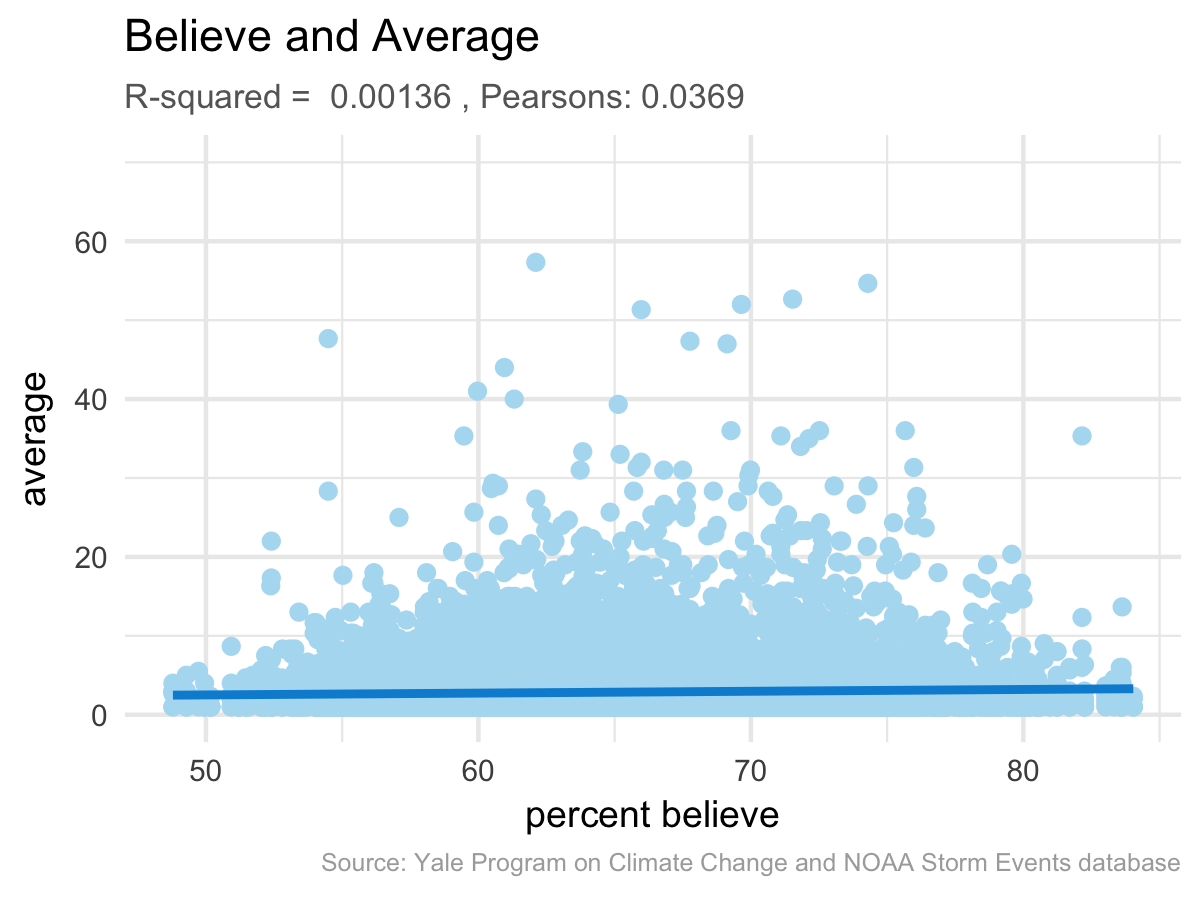 Believe and Average
R-squared =  0.00136 , Pearsons: 0.0369
average
60
40
20
0
50 60 70 80
percent believe
Source: Yale Program on Climate Change and NOAA Storm Events database